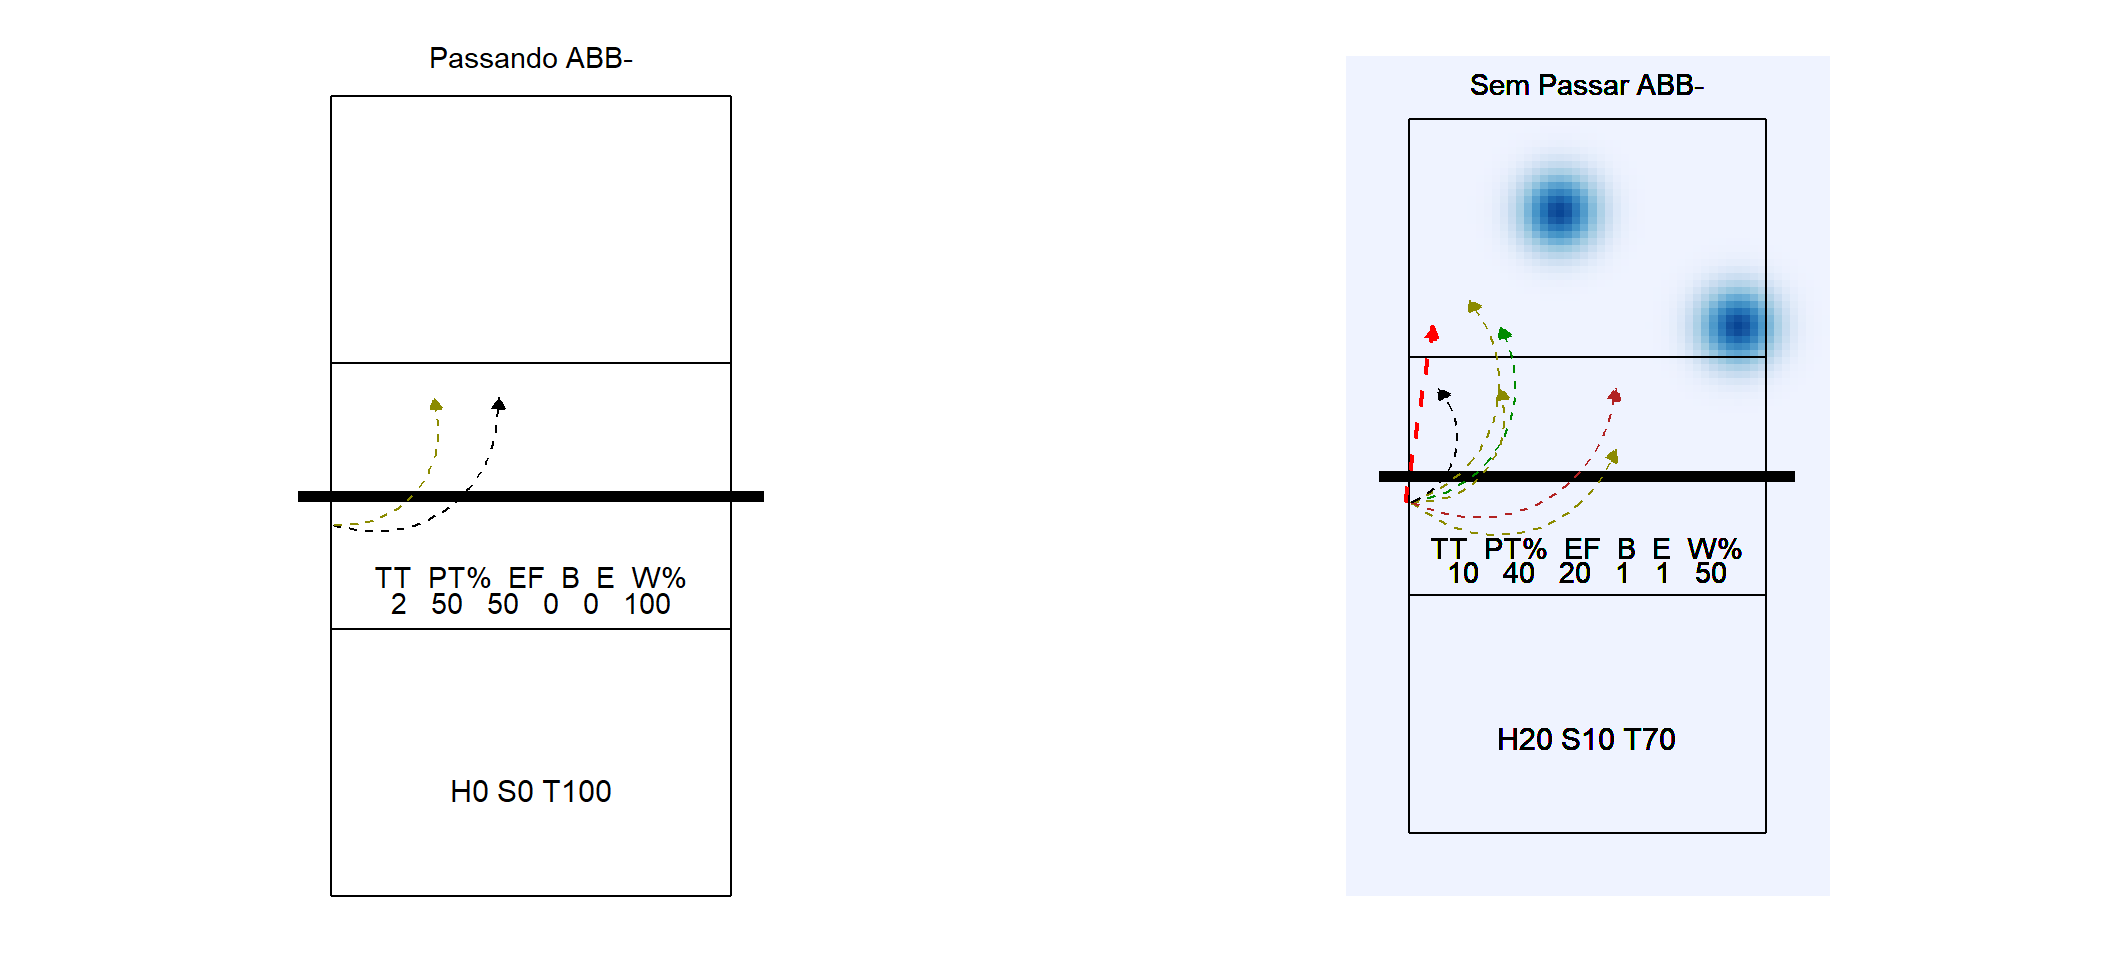 Passando ABB-
TT PT% EF B E W%
2 50 50 0 0 100
H0 S0 T100
Sem Passar ABB-
TT PT% EF B E W%
10 40 20 1 1 50
H20 S10 T70